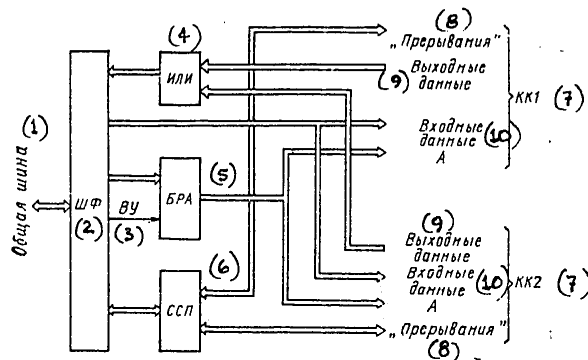 (8)
„Прерывания"
(4)
ИЛИ
Выходные
(9) данные
КК1 (7)
(1)
Входные
данные (10)
А
Общая шина
ШФ
(2)
ВУ
(3)
БРА
(5)
(9)
Выходные
данные
Входные
данные (10)
А
КК2 (7)
(6)
ССП
„Прерывания"
(8)